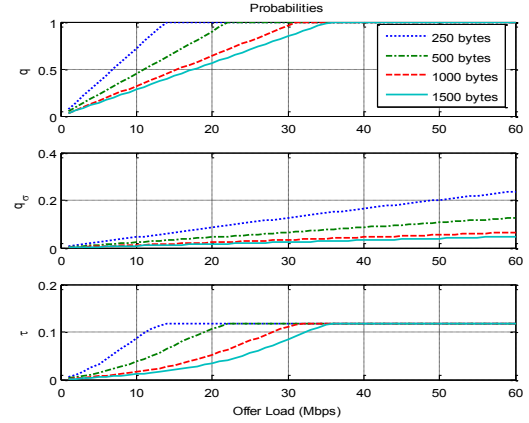 Probabilities
1
0.5
0
q
0 10 20 30 40 50 60
250 bytes
500 bytes
1000 bytes
1500 bytes
0.4
0.2
0
qσ
0 10 20 30 40 50 60
0.2
0.1
0
τ
0 10 20 30 40 50 60
Offer Load (Mbps)